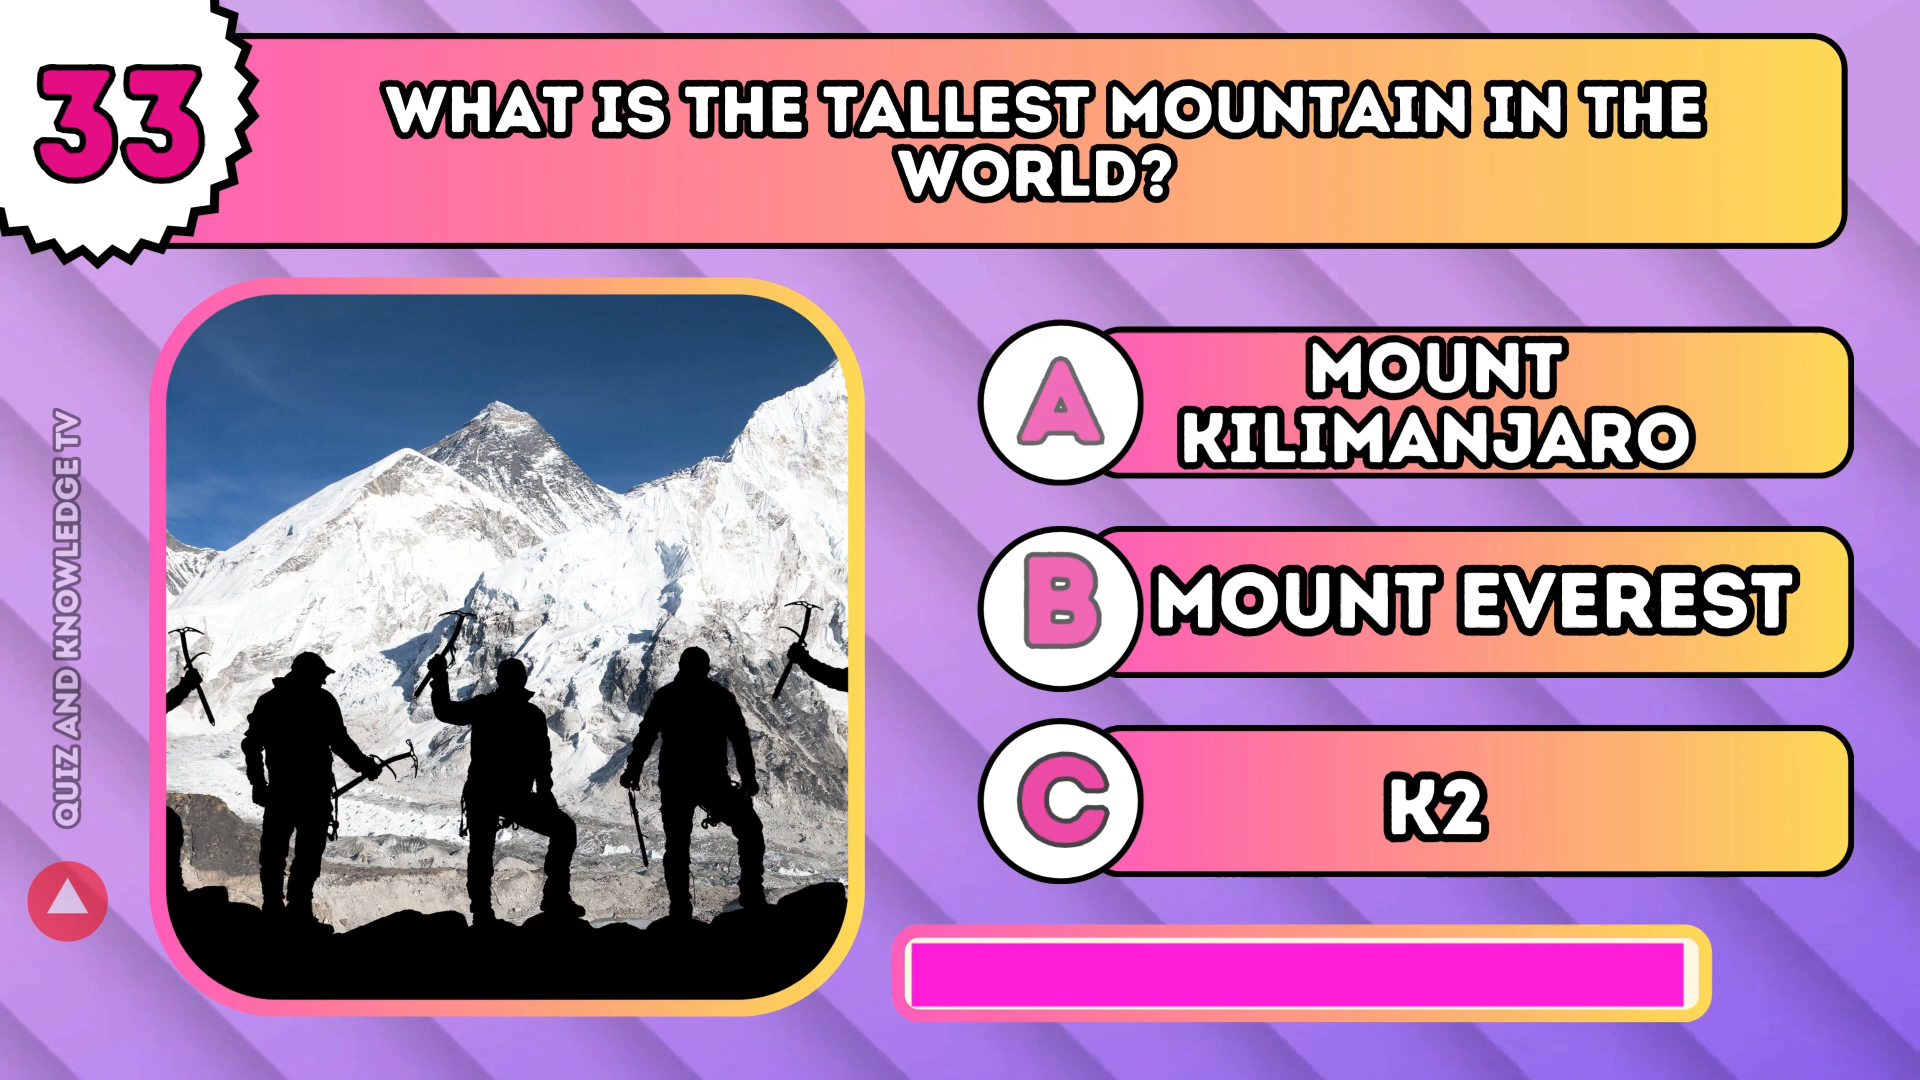 33
WHAT IS THE TALLEST MOUNTAIN IN THE
WORLD?
A
MOUNT
KILIMANJARO
B
MOUNT EVEREST
C
K2
QUIZ AND KNOWLEDGE TV